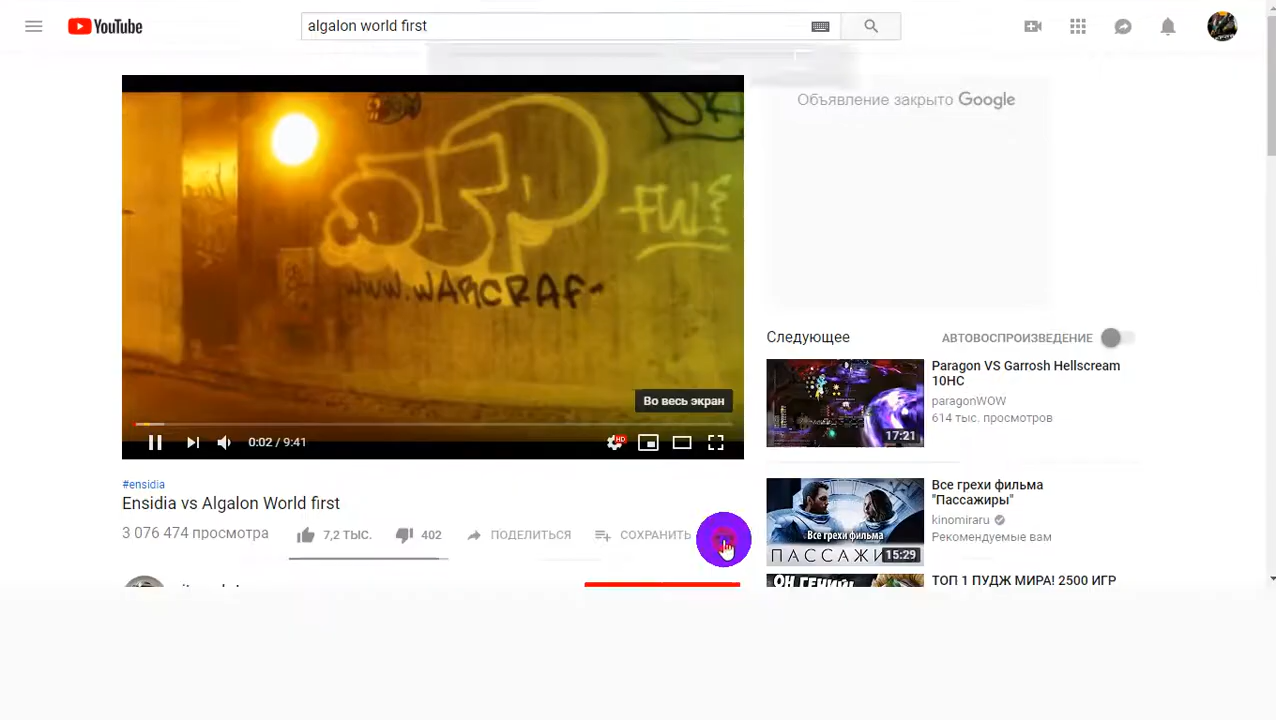 YouTube
algalon world first
Объявление закрыто Google
FUL
www.WARCRAF-
Во весь экран
0:02 / 9:41
HD
Следующее
АВТОВОСПРОИЗВЕДЕНИЕ
Paragon VS Garrosh Hellscream
10HC
paragonWOW
614 тыс. просмотров
17:21
#ensidia
Ensidia vs Algalon World first
3 076 474 просмотра
7,2 ТЫС.
402
ПОДЕЛИТЬСЯ
СОХРАНИТЬ
Все грехи фильма
"Пассажиры"
kinomiru
Рекомендуемые вам
Все грехи фильма
ПАССАЖИ
15:29
ТОП 1 ПУДЖ МИРА! 2500 ИГР
ОН ГЕНИЙ!